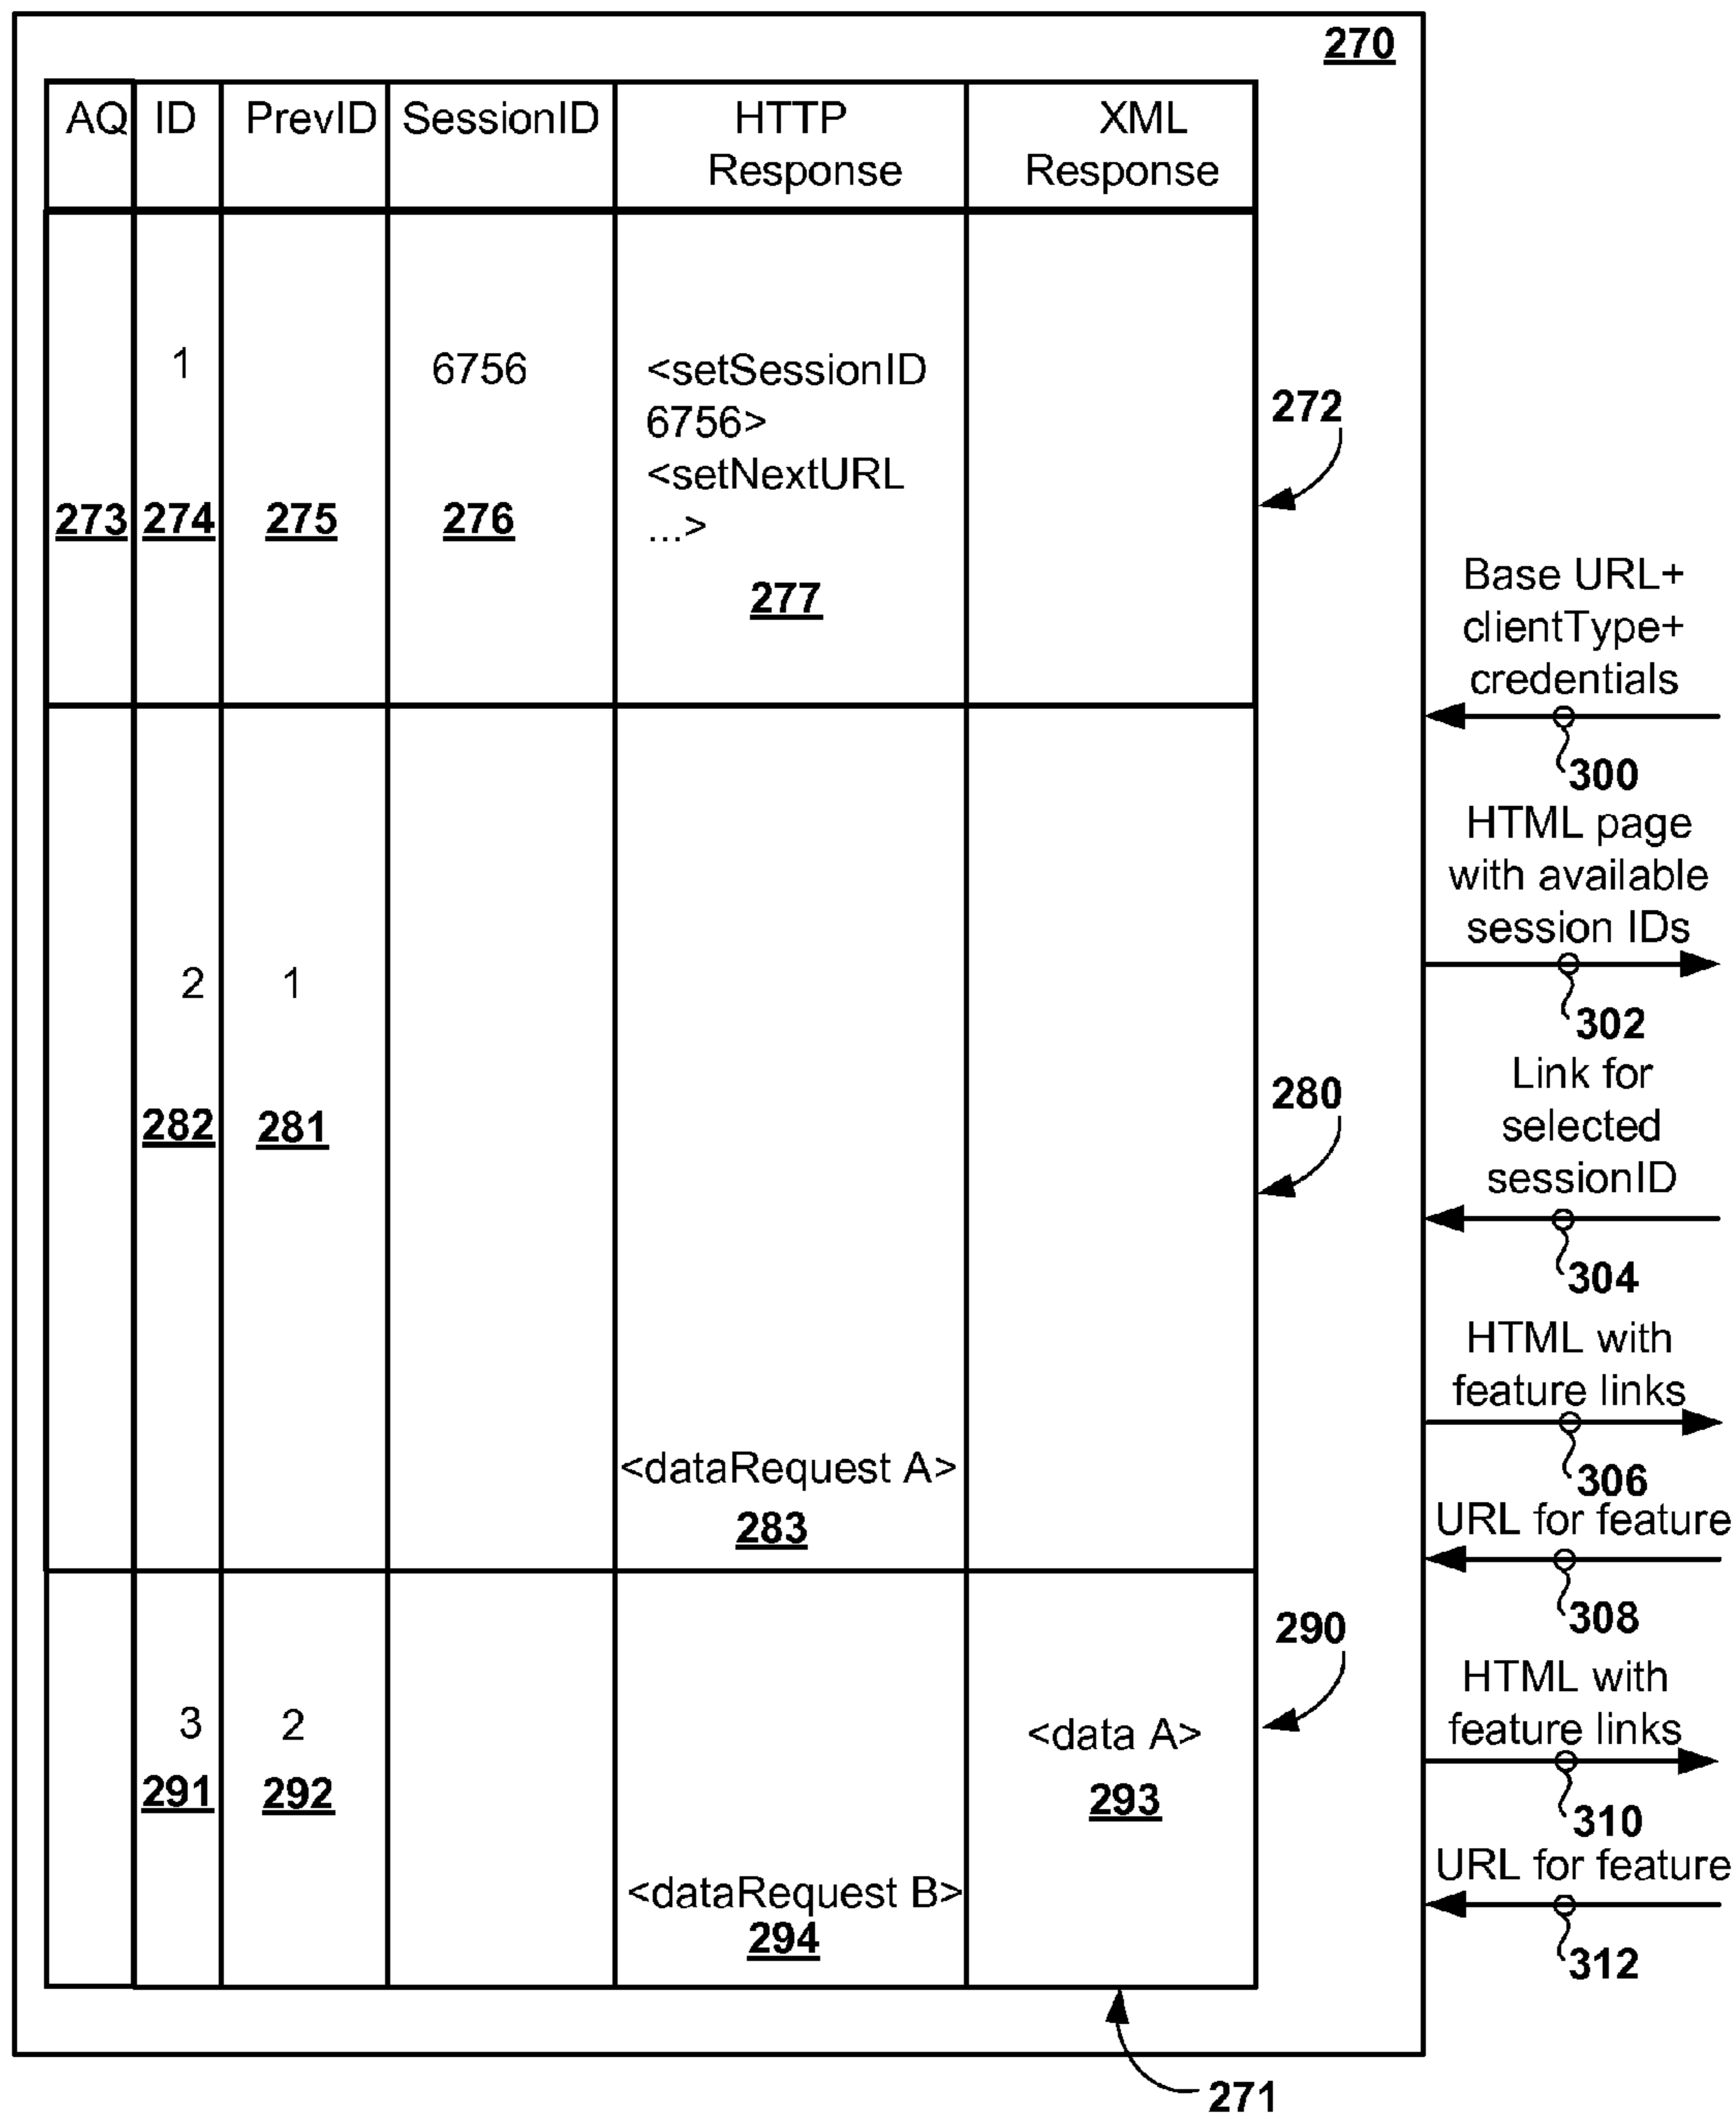 270
AQ ID PrevID SessionID HTTP Response XML Response
1 6756 <setSessionID
6756>
<setNextURL
...>
273 274 275 276
277
272
2 1
282 281
280
<dataRequest A>
283
3 2 <data A>
291 292 293
290
<dataRequest B>
294
271
Base URL+
clientType+
credentials
300
HTML page
with available
session IDs
302
Link for
selected
sessionID
304
HTML with
feature links
306
URL for feature
308
HTML with
feature links
310
URL for feature
312